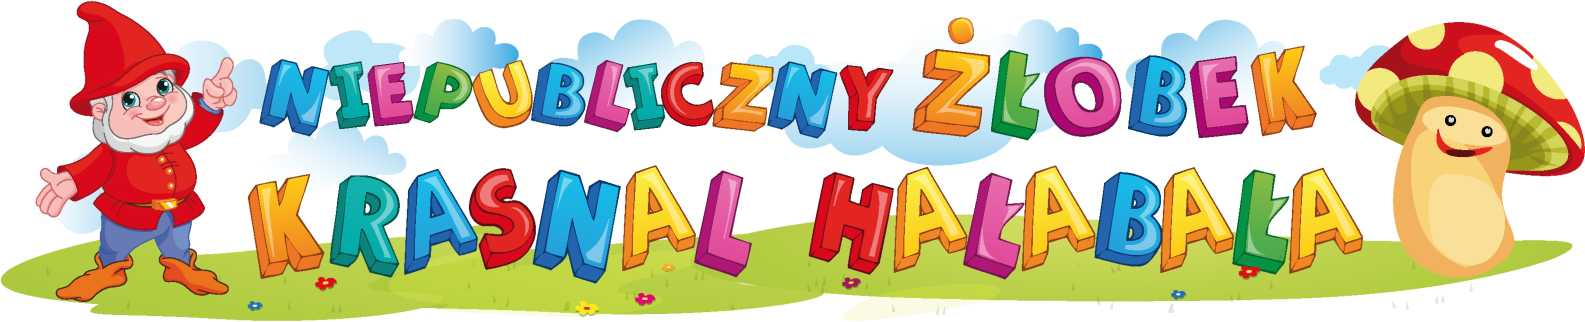 NIEPUBLICZNY ŻŁOBEK
KRASNAL HAŁABAŁA